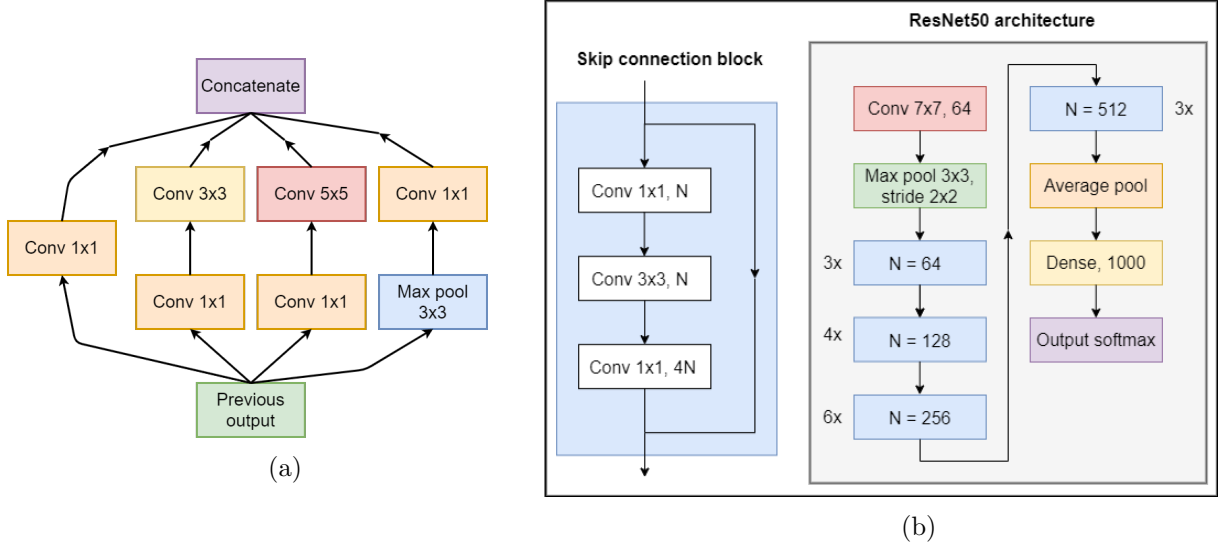 Concatenate
Conv 3x3
Conv 5x5
Conv 1x1
Conv 1x1
Conv 1x1
Conv 1x1
Max pool
3x3
Previous
output
(a)
ResNet50 architecture
Skip connection block
Conv 1x1, N
Conv 3x3, N
Conv 1x1, 4N
Conv 7x7, 64
Max pool 3x3,
stride 2x2
3x
N = 64
4x
N = 128
6x
N = 256
N = 512
3x
Average pool
Dense, 1000
Output softmax
(b)